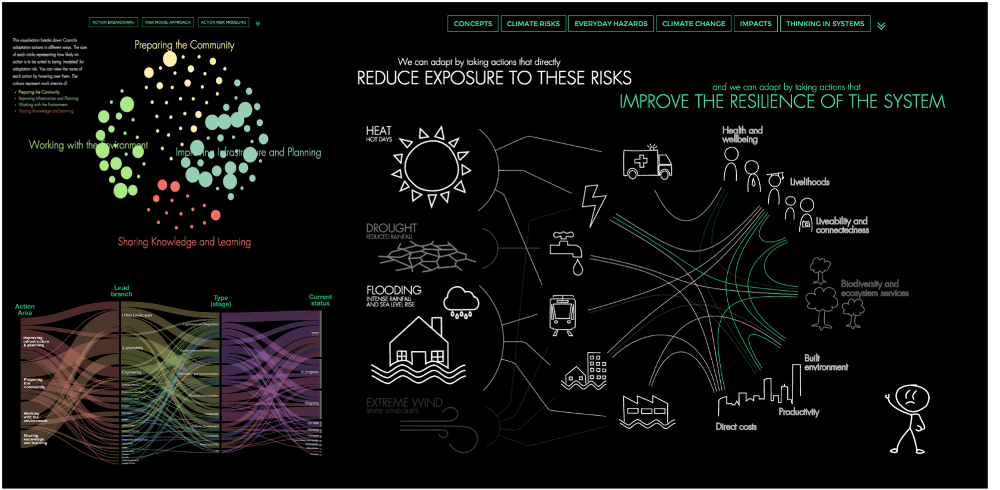 ACTION BREAKDOWN~
RISK MODEL APPROACH
ACTION RISK MODELING
This visualisation breaks down Councils
adaptation actions in different ways. The size
of each circle representing how likely an
action is to be suited to being 'modeled' for
adaptation risk. You can view the name of
each action by hovering over them. The
colours represent work streams of:
Preparing the Community
Improving Infrastructure and Planning
Working with the Environment
Sharing Knowledge and Learning
Preparing the Community
Working with the Environment
Improving Infrastructure and Planning
Sharing Knowledge and Learning
Action
Area
Lead
branch
Type
(stage)
Current
status
Improving
infrastructure
& planning
Preparing
the
community
Working
with the
environment
Sharing
knowledge
and learning
Urban Landscapes
Sustainability
Engineering
In progress
Ongoing
CONCEPTS
CLIMATE RISKS
EVERYDAY HAZARDS
CLIMATE CHANGE
IMPACTS
THINKING IN SYSTEMS
We can adapt by taking actions that directly
REDUCE EXPOSURE TO THESE RISKS
and we can adapt by taking actions that
IMPROVE THE RESILIENCE OF THE SYSTEM
HEAT
HOT DAYS
DROUGHT
REDUCED RAINFALL
FLOODING
INTENSE RAINFALL
AND SEA LEVEL RISE
EXTREME WIND
SEVERE WIND GUSTS
Health and
wellbeing
Livelihoods
Liveability and
connectedness
Biodiversity and
ecosystem services
Built
environment
Productivity
Direct costs